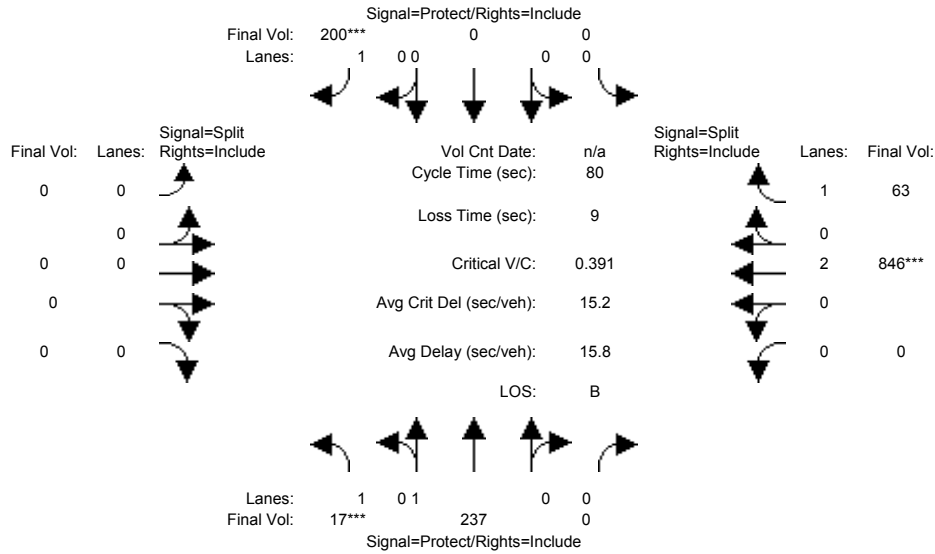 Signal=Protect/Rights=Include
Final Vol: 200*** 0 0
Lanes: 1 0 0 0 0
Signal=Split Signal=Split
Final Vol: Lanes: Rights=Include Vol Cnt Date: n/a Rights=Include Lanes: Final Vol:
Cycle Time (sec): 80
0 0 1 63
Loss Time (sec): 9
0 0
0 0 Critical V/C: 0.391 2 846***
0 Avg Crit Del (sec/veh): 15.2 0
0 0 Avg Delay (sec/veh): 15.8 0 0
LOS: B
Lanes: 1 0 1 0 0
Final Vol: 17*** 237 0
Signal=Protect/Rights=Include